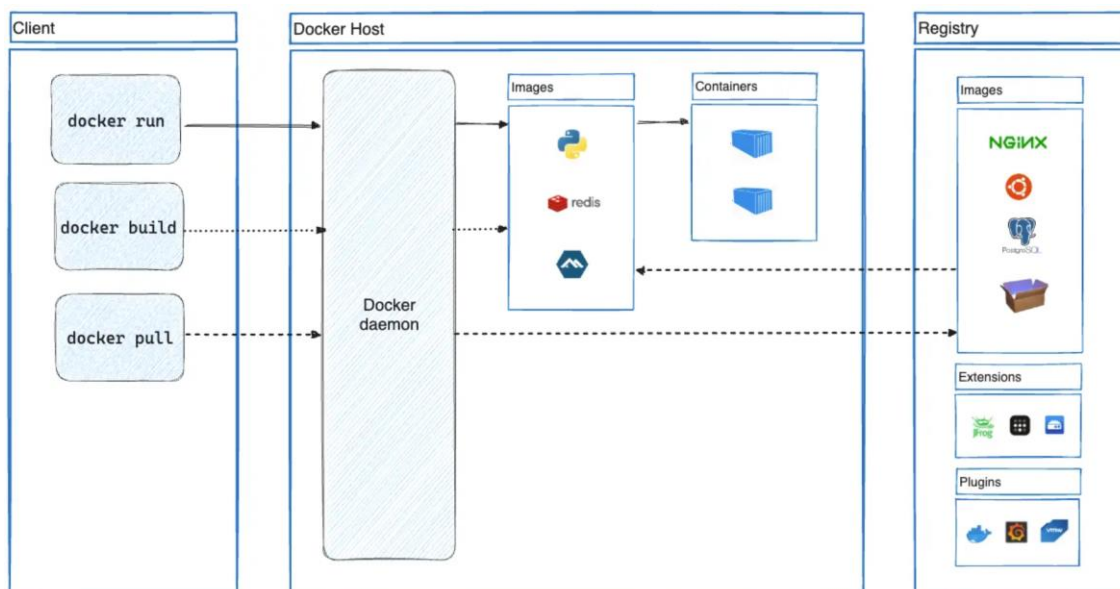 Client
docker run
docker build
docker pull
Docker Host
Docker
daemon
Images
redis
Containers
Registry
Images
NGiNX
PostgreSQL
Extensions
JFrog
Plugins
vmw